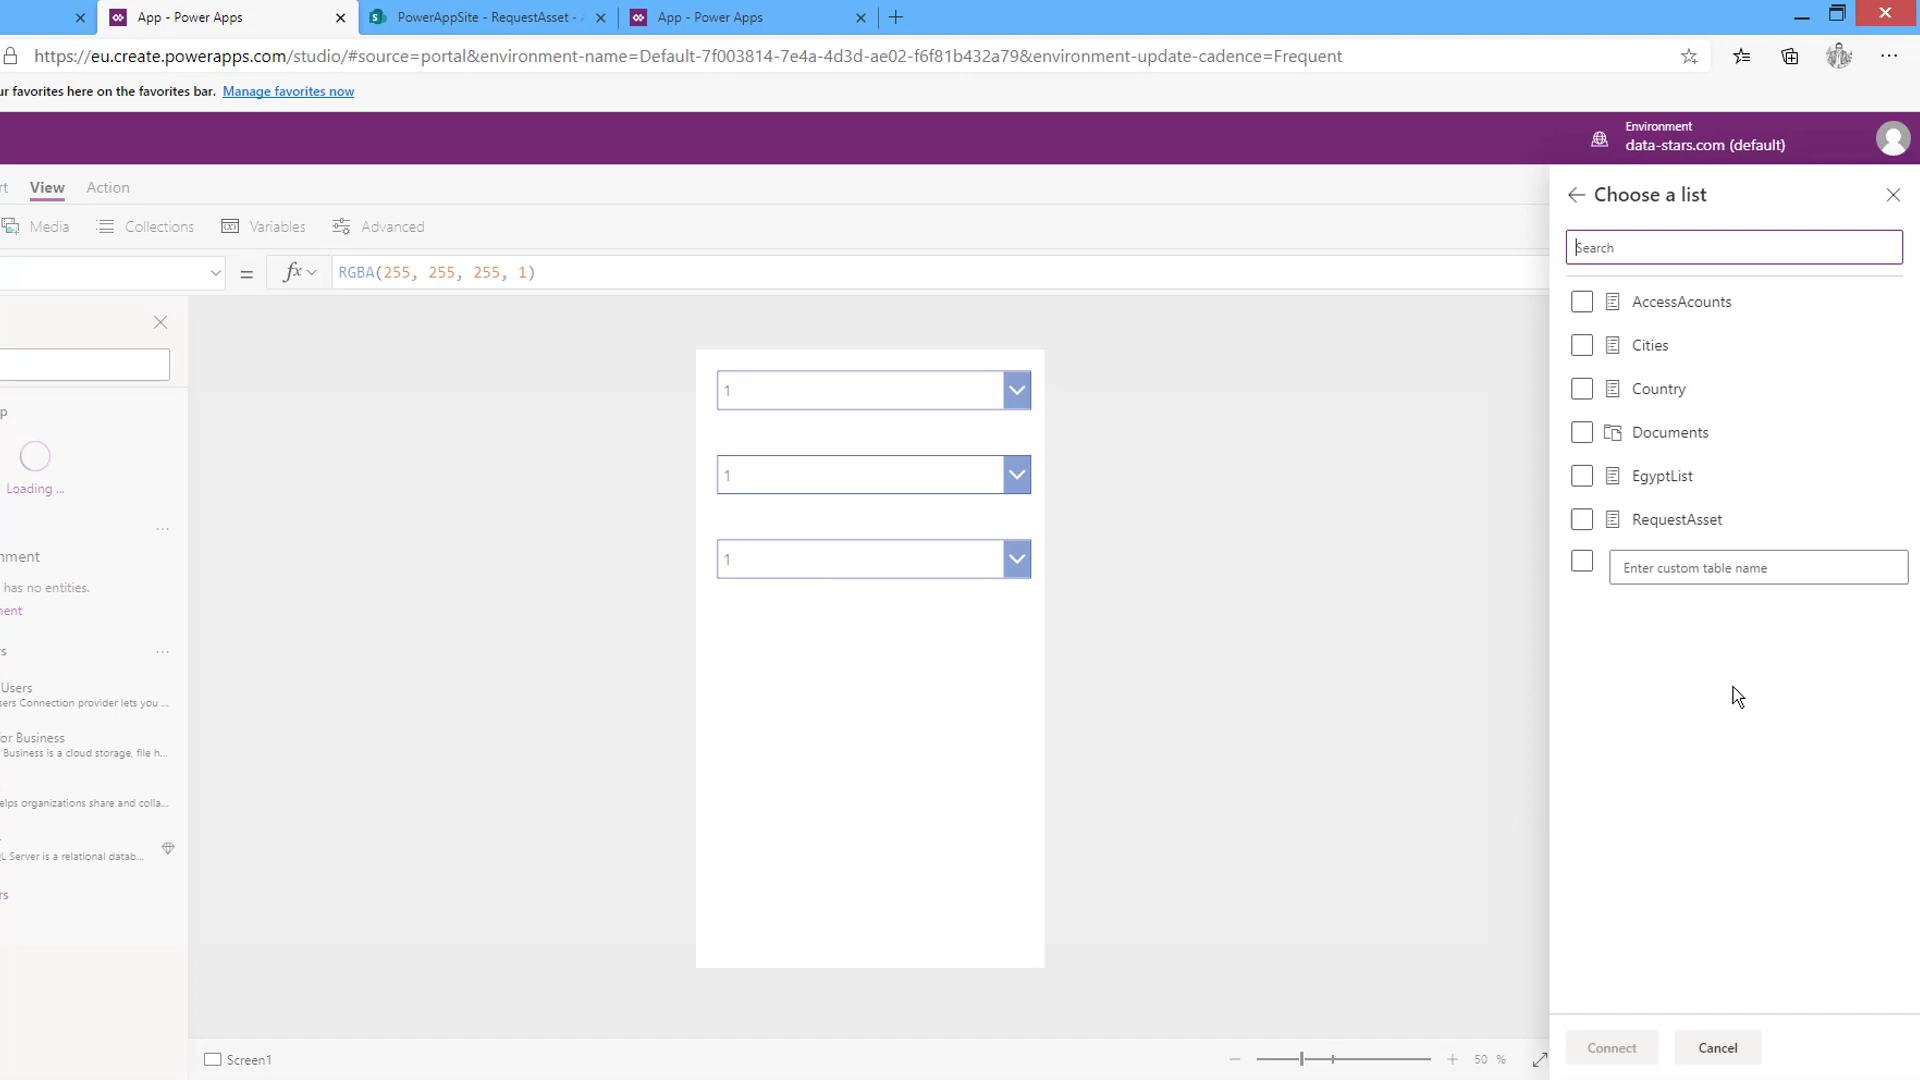 App - Power Apps
PowerAppSite - RequestAsset -
App - Power Apps
https://eu.create.powerapps.com/studio/#source=portal&environment-name=Default-7f003814-7e4a-4d3d-ae02-f6f81b432a79&environment-update-cadence=Frequent
ur favorites here on the favorites bar. Manage favorites now
Environment
data-stars.com (default)
rt View Action
Media Collections Variables Advanced
= fx RGBA(255, 255, 255, 1)
Choose a list
Search
AccessAcounts
Cities
Country
Documents
EgyptList
RequestAsset
Enter custom table name
Connect Cancel
1
1
1
p
Loading ...
nment
has no entities.
nent
rs
Users
sers Connection provider lets you ...
or Business
Business is a cloud storage, file h...
elps organizations share and colla...
L Server is a relational datab...
rs
Screen1
50 %